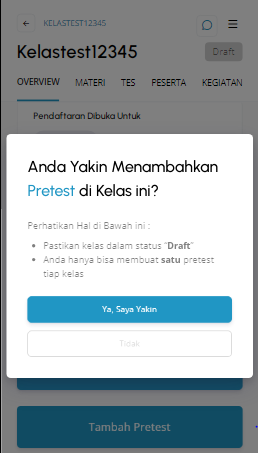 KELASTEST12345
Kelastest12345
Draft
OVERVIEW MATERI TES PESERTA KEGIATAN
Pendaftaran Dibuka Untuk
Anda Yakin Menambahkan
Pretest di Kelas ini?
Perhatikan Hal di Bawah ini :
• Pastikan kelas dalam status “Draft”
• Anda hanya bisa membuat satu pretest
tiap kelas
Ya, Saya Yakin
Tidak
Tambah Pretest